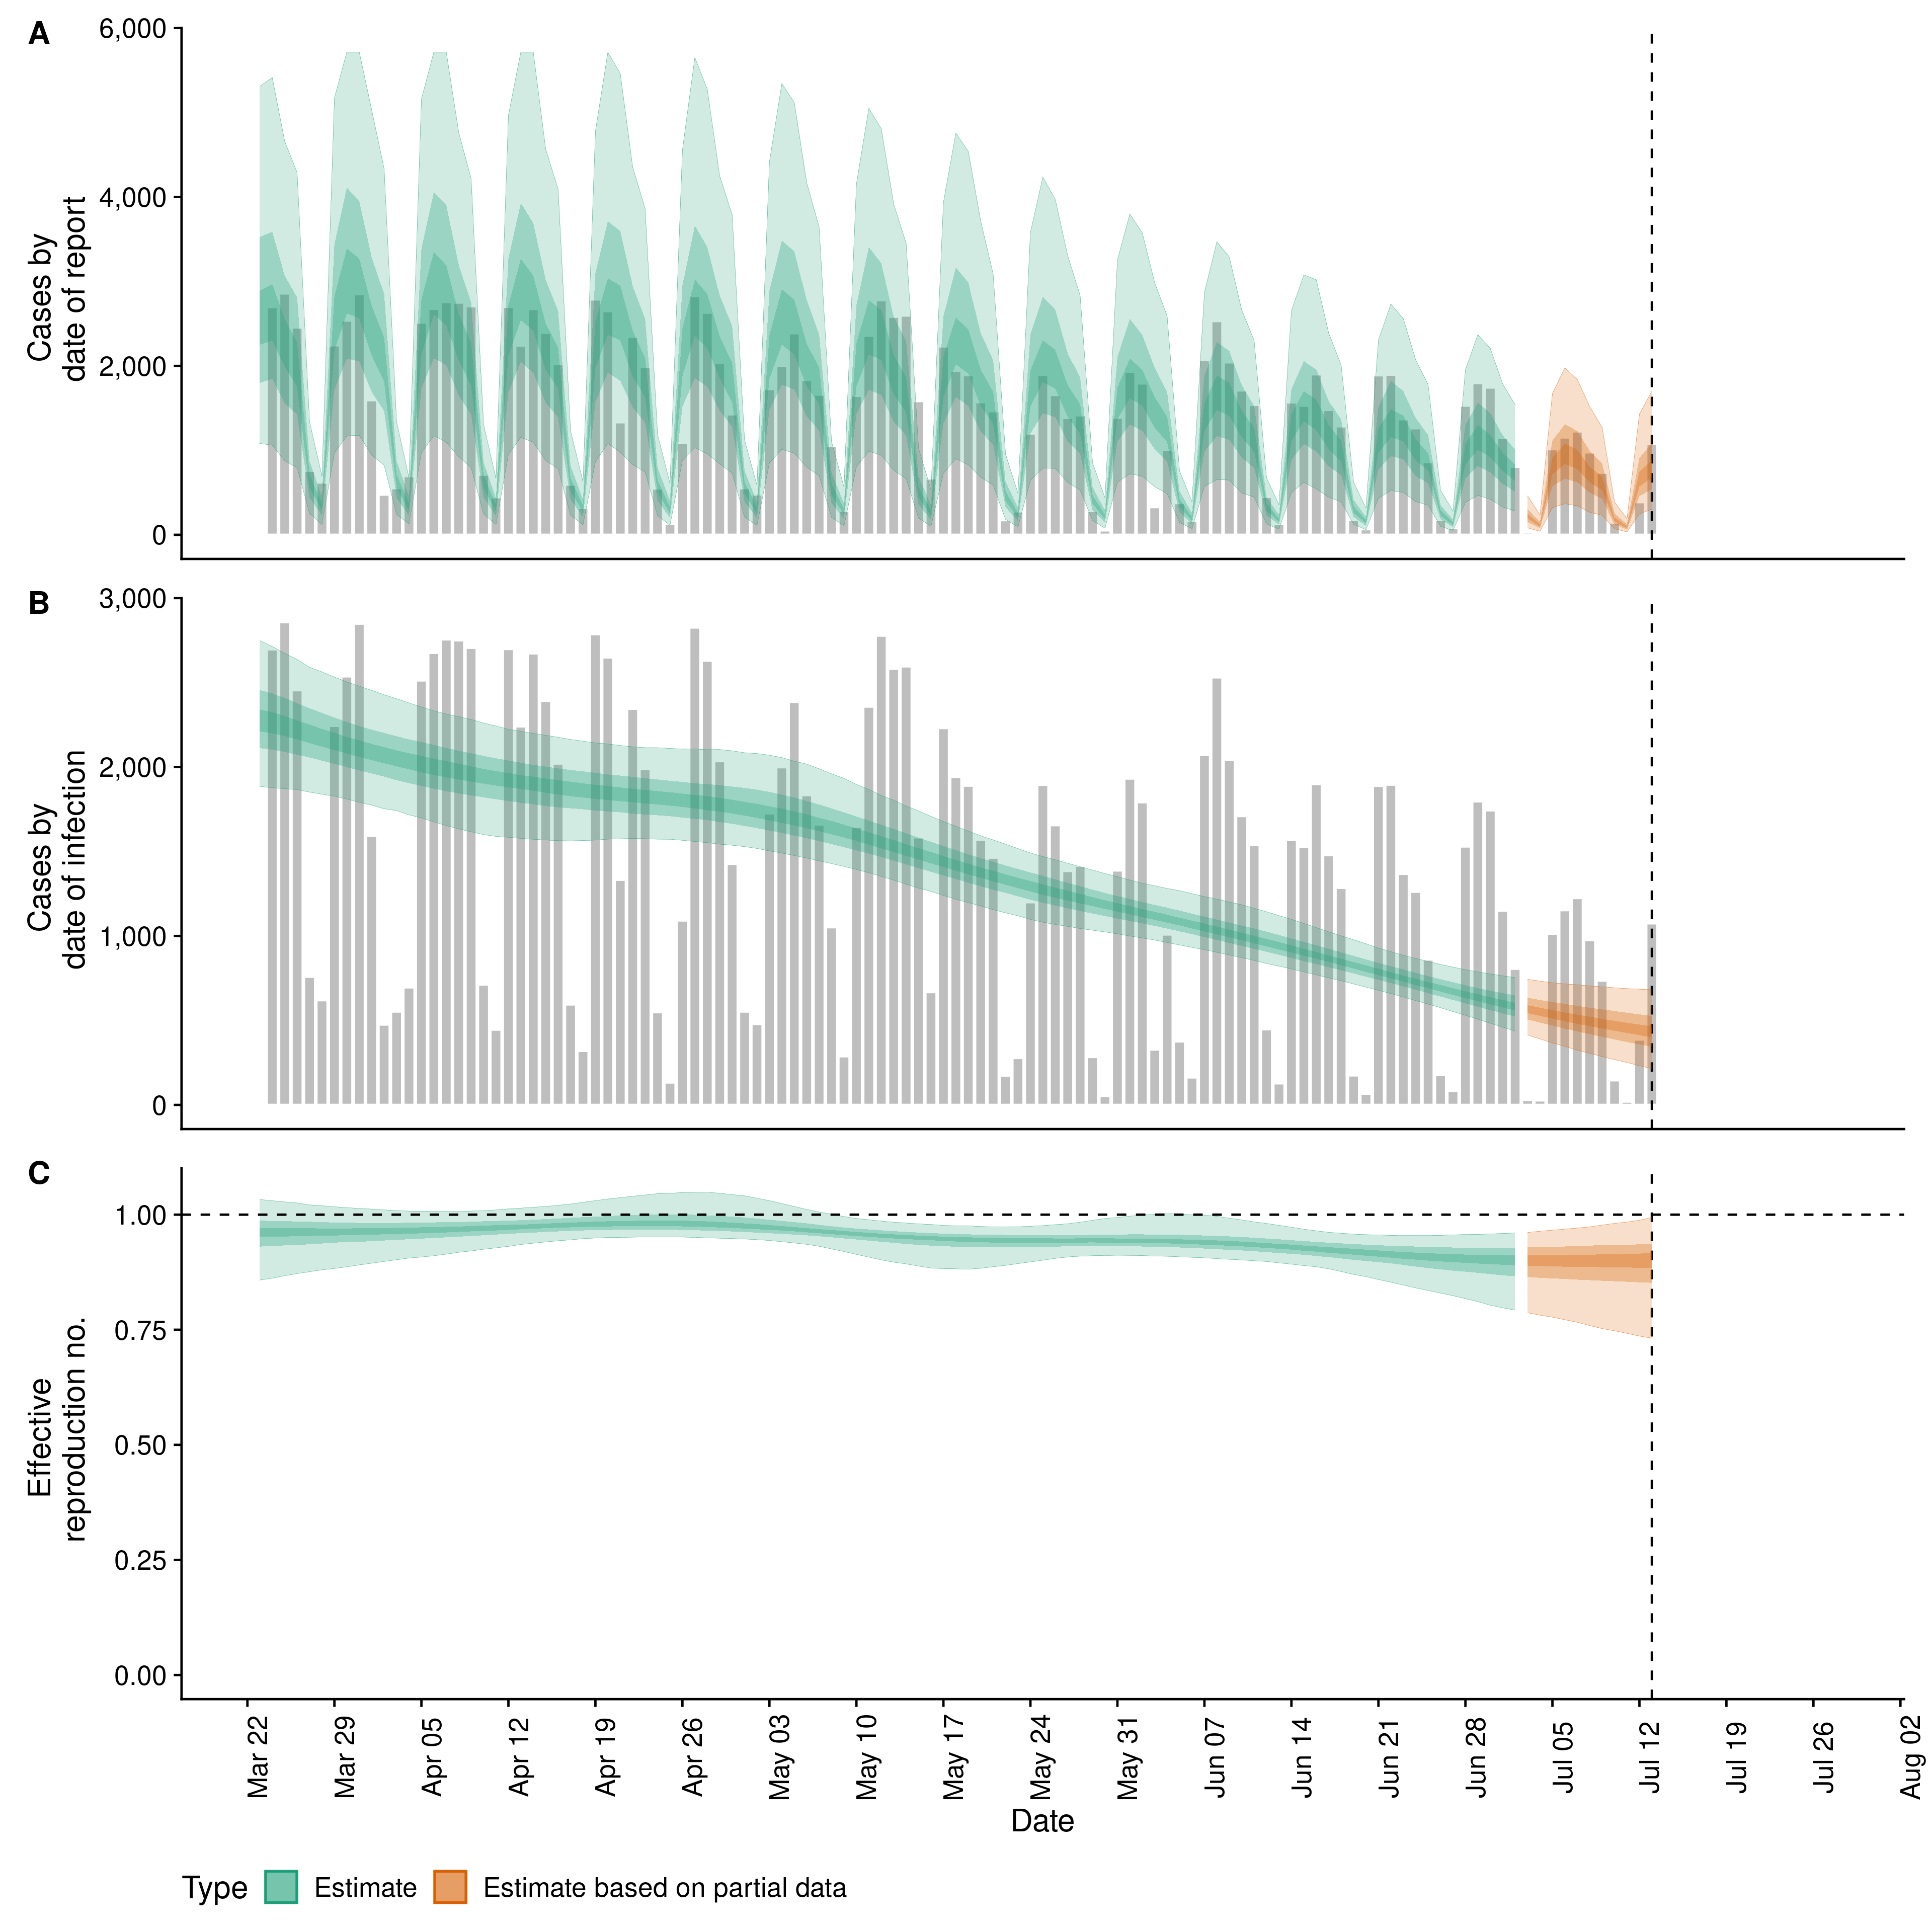 A
6,000
4,000
2,000
0
Cases by
date of report
B
3,000
2,000
1,000
0
Cases by
date of infection
C
1.00
0.75
0.50
0.25
0.00
Effective
reproduction no.
Mar 22
Mar 29
Apr 05
Apr 12
Apr 19
Apr 26
May 03
May 10
May 17
May 24
May 31
Jun 07
Jun 14
Jun 21
Jun 28
Jul 05
Jul 12
Jul 19
Jul 26
Aug 02
Date
Type
Estimate
Estimate based on partial data